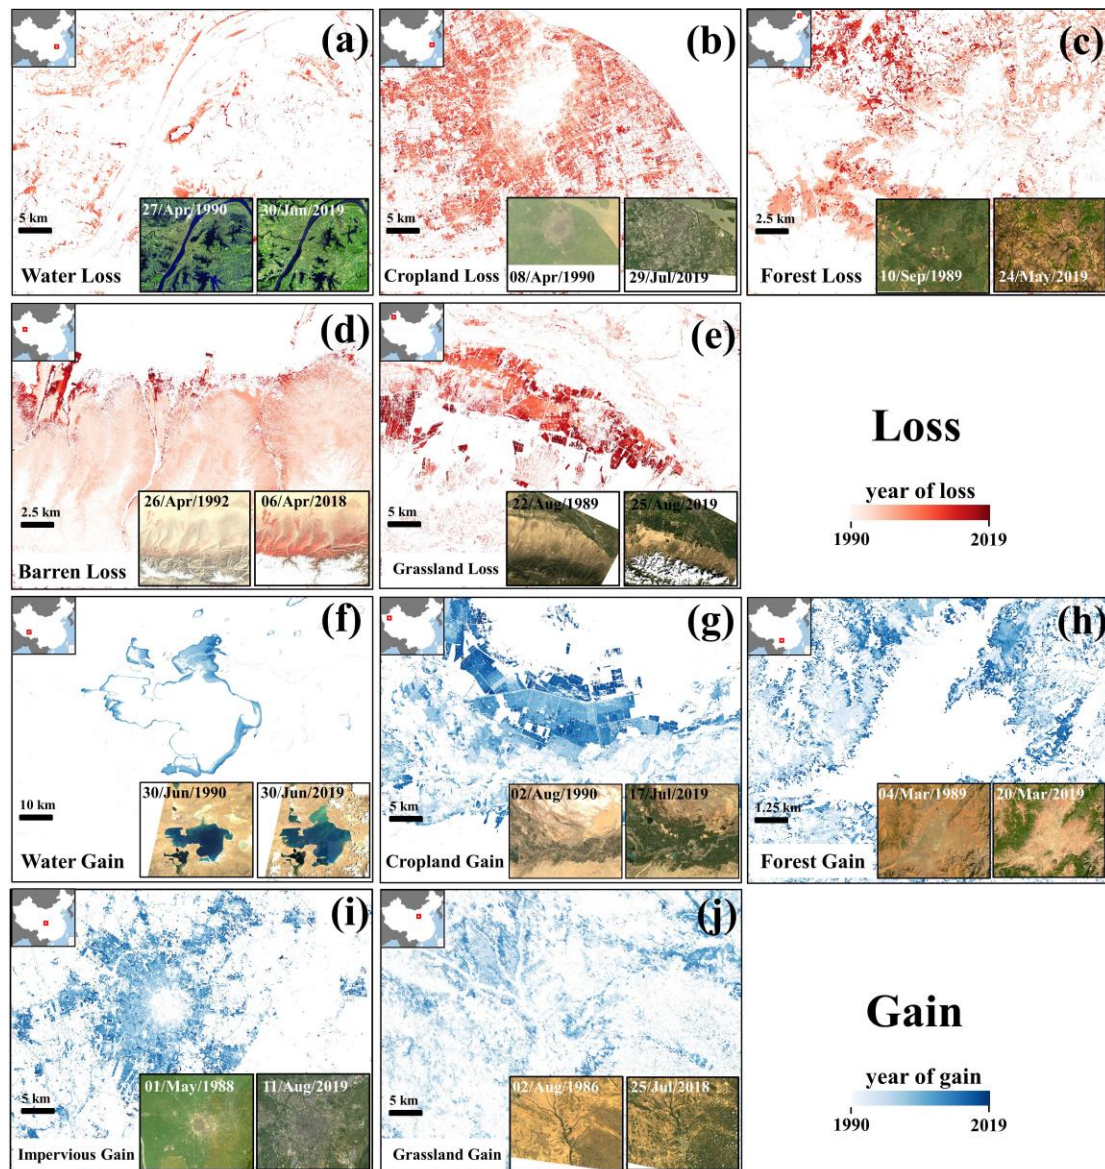 (a)
27/Apr/1990
30/Jun/2019
5 km
Water Loss
(b)
5 km
Cropland Loss
08/Apr/1990
29/Jul/2019
(c)
2.5 km
Forest Loss
10/Sep/1989
24/May/2019
(d)
26/Apr/1992
06/Apr/2018
2.5 km
Barren Loss
(e)
22/Aug/1989
25/Aug/2019
5 km
Grassland Loss
Loss
year of loss
1990
2019
(f)
30/Jun/1990
30/Jun/2019
10 km
Water Gain
(g)
02/Aug/1990
17/Jul/2019
5 km
Cropland Gain
(h)
04/Mar/1989
20/Mar/2019
1.25 km
Forest Gain
(i)
01/May/1988
11/Aug/2019
5 km
Impervious Gain
(j)
02/Aug/1986
25/Jul/2018
5 km
Grassland Gain
Gain
year of gain
1990
2019